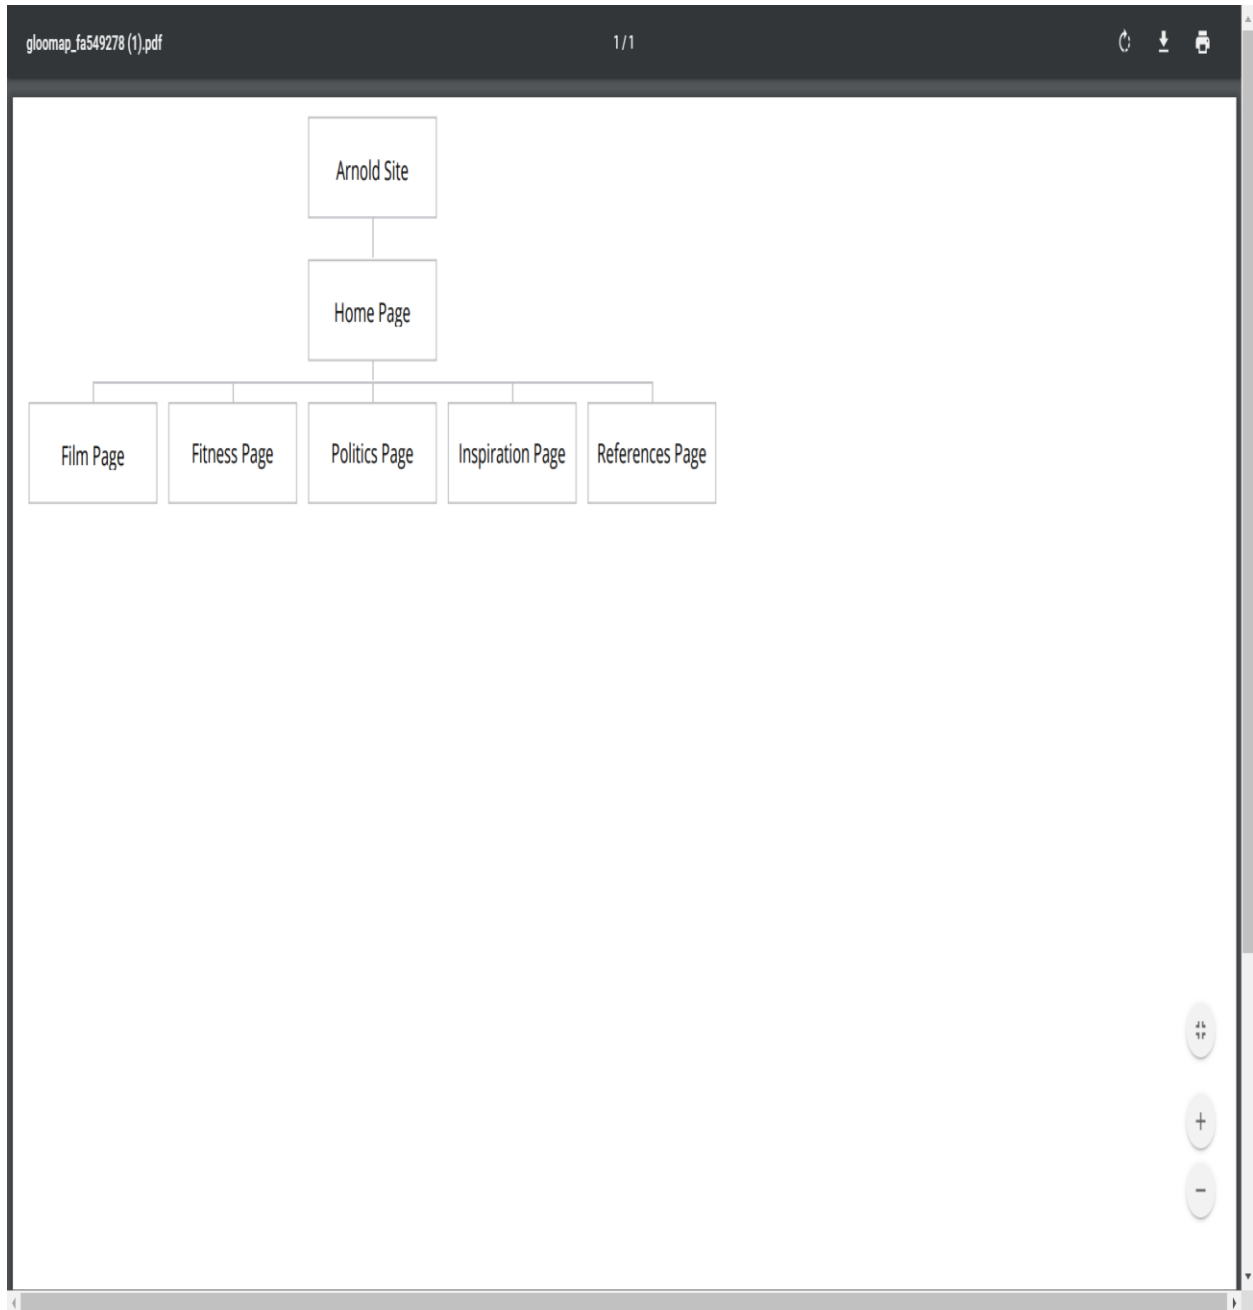 gloomap_fa549278 (1).pdf
1 / 1
Arnold Site
Home Page
Film Page
Fitness Page
Politics Page
Inspiration Page
References Page